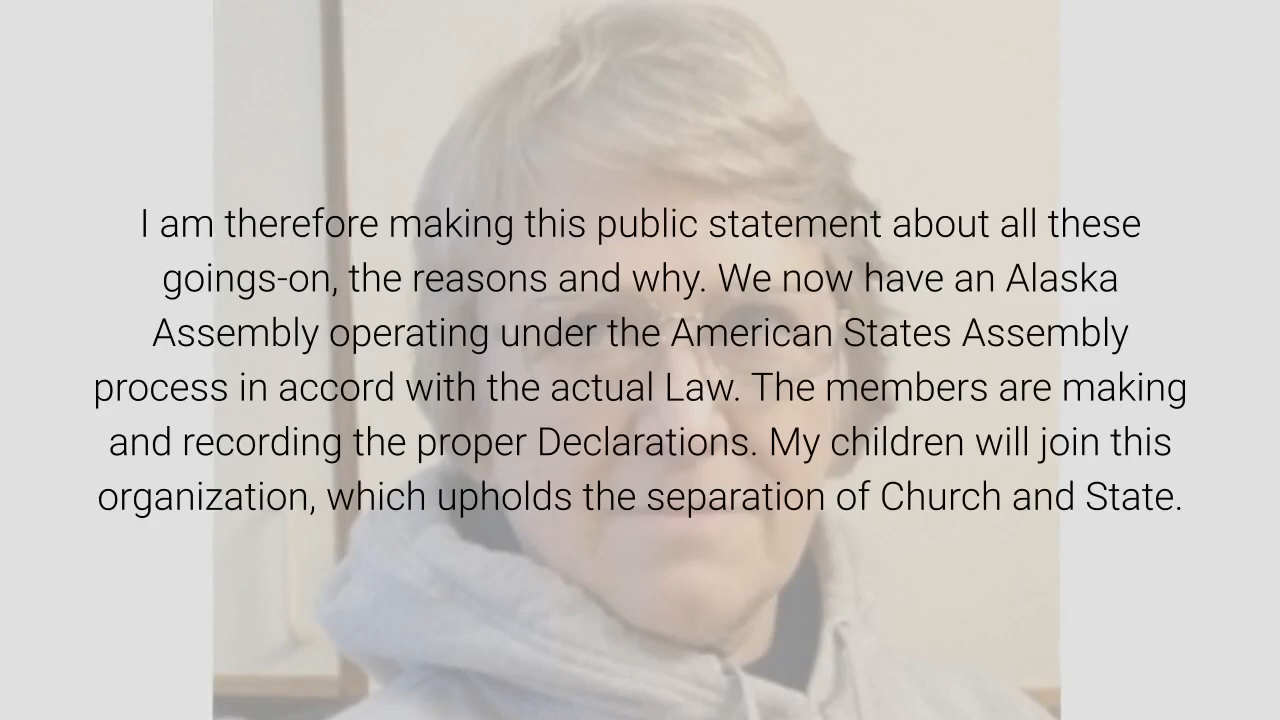 I am therefore making this public statement about all these
goings-on, the reasons and why. We now have an Alaska
Assembly operating under the American States Assembly
process in accord with the actual Law. The members are making
and recording the proper Declarations. My children will join this
organization, which upholds the separation of Church and State.